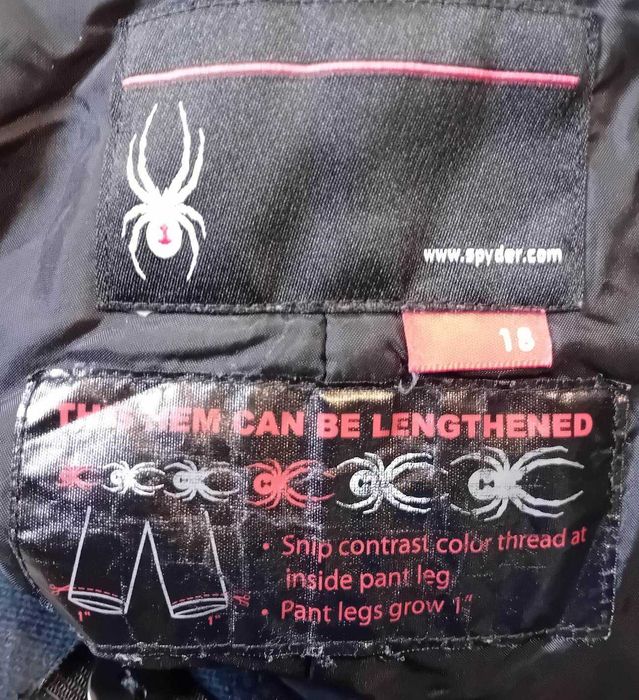 www.spyder.com
18
THIS HEM CAN BE LENGTHENED
• Snip contrast color thread at
inside pant leg
• Pant legs grow 1"
1" 1"